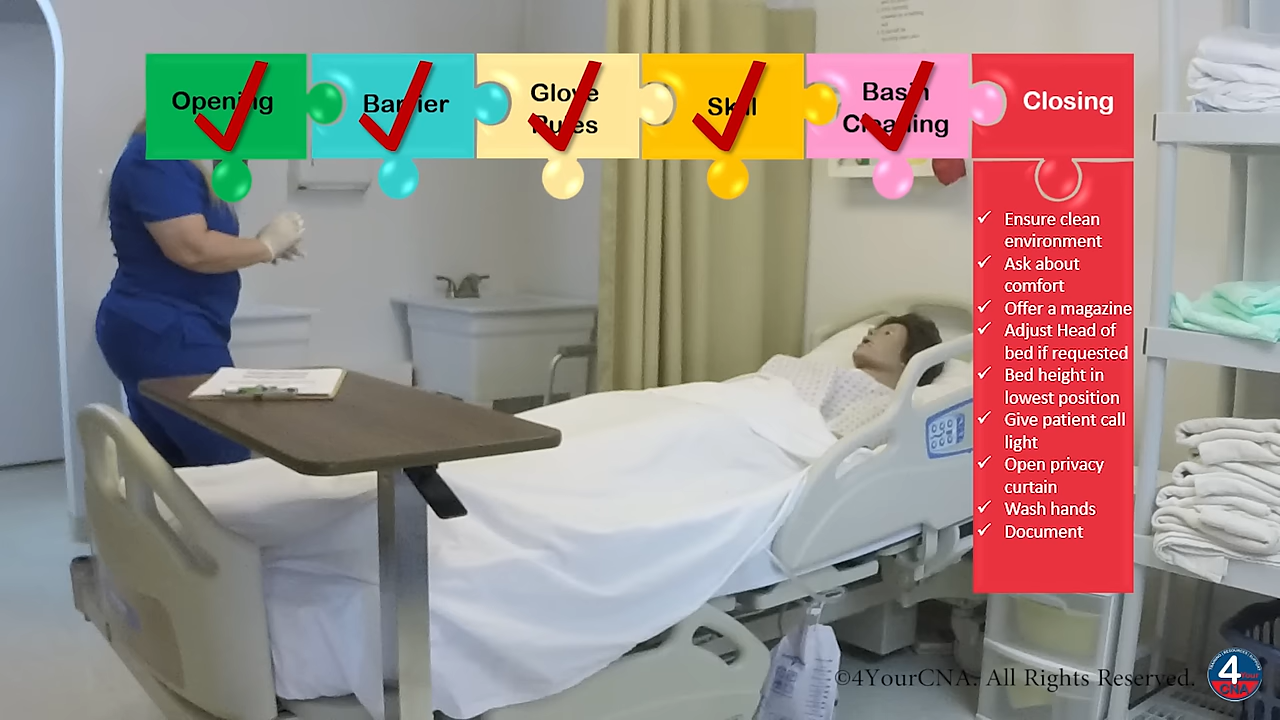 Opening
Barrier
Glove
Rules
Skill
Basin
Cleaning
Closing
✓ Ensure clean
environment
✓ Ask about
comfort
✓ Offer a magazine
✓ Adjust Head of
bed if requested
✓ Bed height in
lowest position
✓ Give patient call
light
✓ Open privacy
curtain
✓ Wash hands
✓ Document
©4YourCNA. All Rights Reserved.
4
CNA